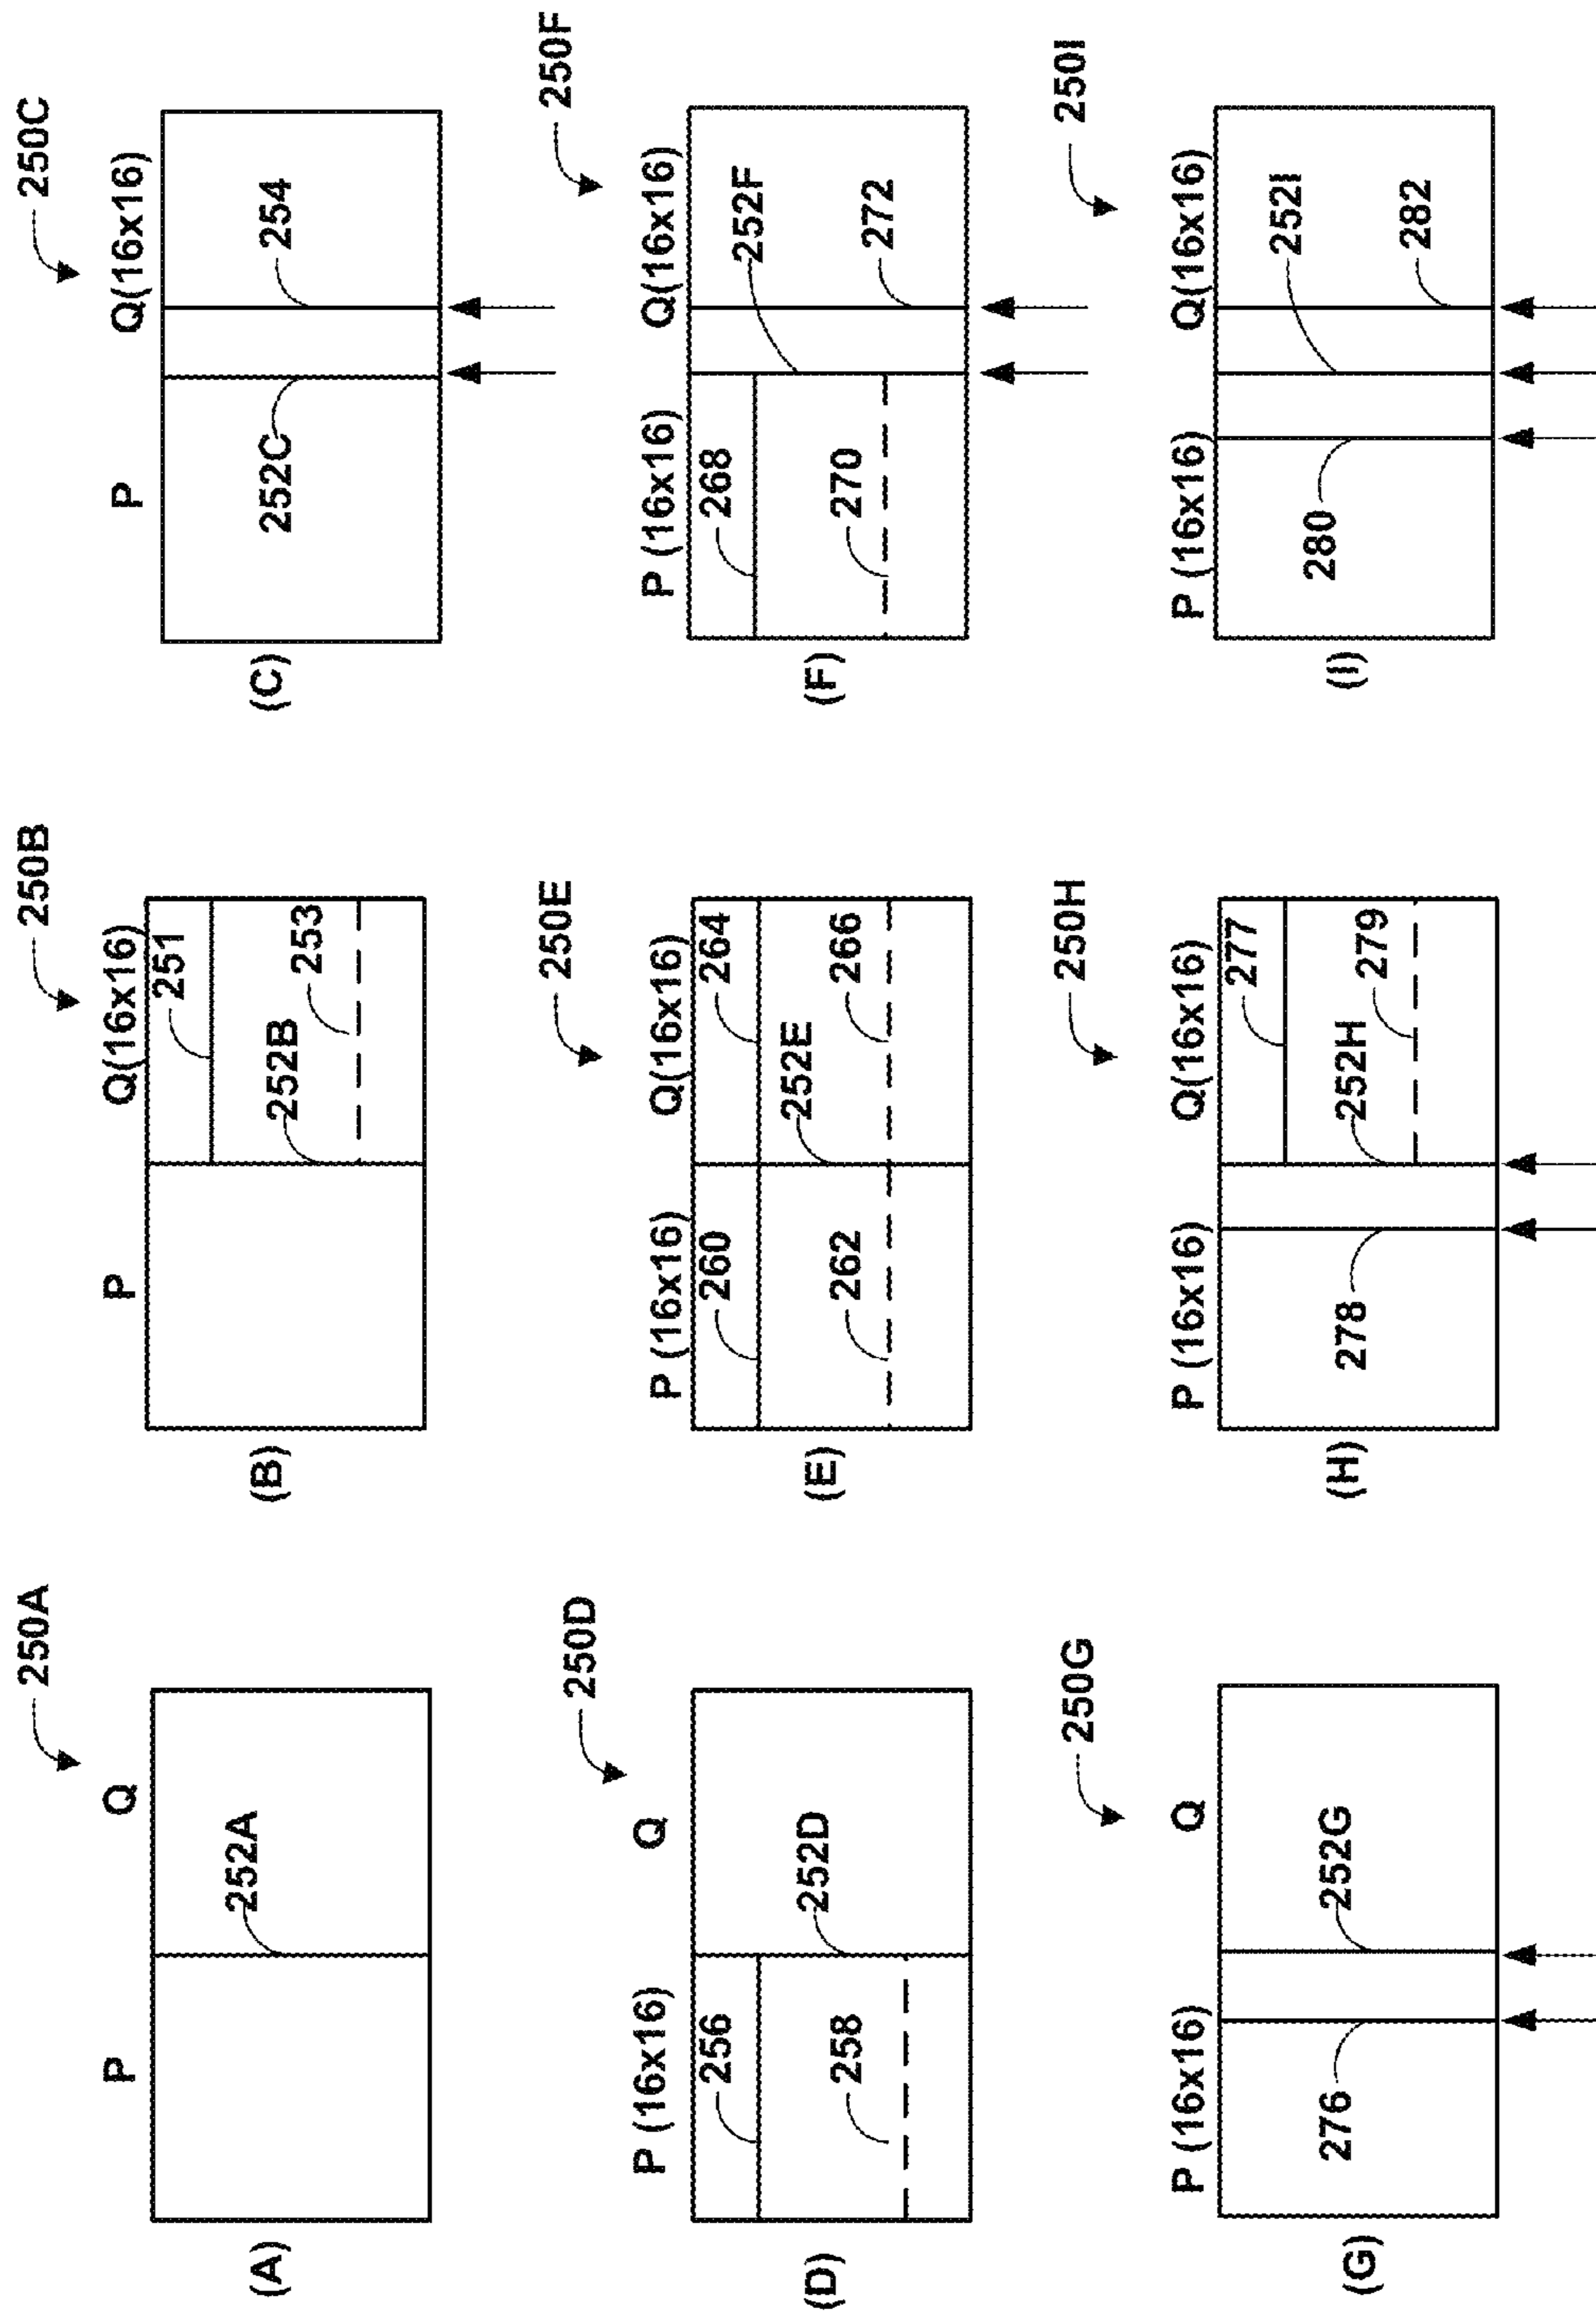 250A
P Q
252A
(A)
250B
P Q(16x16)
251
252B
253
(B)
250C
P Q(16x16)
254
252C
(C)
250D
P (16x16) Q
256
252D
258
(D)
250E
P (16x16) Q(16x16)
260 264
252E
262 266
(E)
250F
P (16x16) Q(16x16)
268 252F
270 272
(F)
250G
P (16x16) Q
276 252G
(G)
250H
P (16x16) Q(16x16)
277
278 252H 279
(H)
250I
P (16x16) Q(16x16)
252I
280 282
(I)